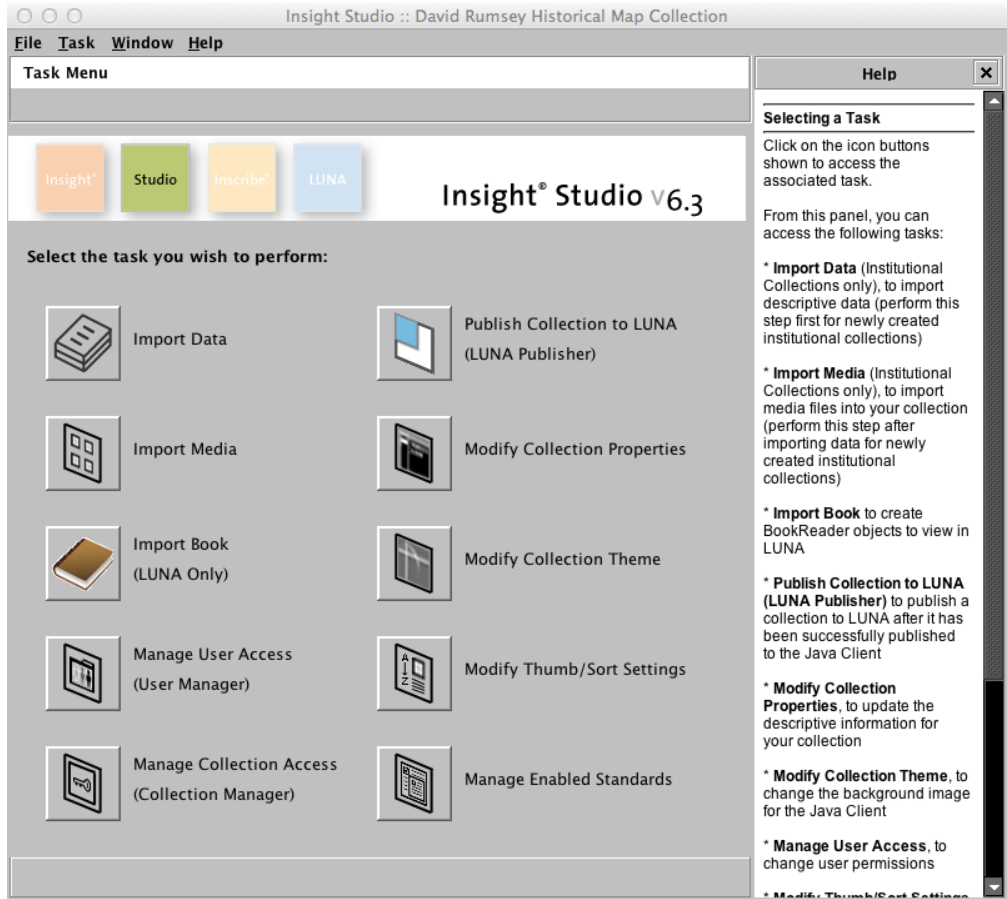 Insight Studio :: David Rumsey Historical Map Collection
File Task Window Help
Task Menu
Insight®
Studio
Inscribe®
LUNA
Insight® Studio v6.3
Select the task you wish to perform:
Import Data
Publish Collection to LUNA
(LUNA Publisher)
Import Media
Modify Collection Properties
Import Book
(LUNA Only)
Modify Collection Theme
Manage User Access
(User Manager)
Modify Thumb/Sort Settings
Manage Collection Access
(Collection Manager)
Manage Enabled Standards
Help
Selecting a Task
Click on the icon buttons
shown to access the
associated task.
From this panel, you can
access the following tasks:
* Import Data (Institutional
Collections only), to import
descriptive data (perform this
step first for newly created
institutional collections)
* Import Media (Institutional
Collections only), to import
media files into your collection
(perform this step after
importing data for newly
created institutional
collections)
* Import Book to create
BookReader objects to view in
LUNA
* Publish Collection to LUNA
(LUNA Publisher) to publish a
collection to LUNA after it has
been successfully published
to the Java Client
* Modify Collection
Properties, to update the
descriptive information for
your collection
* Modify Collection Theme, to
change the background image
for the Java Client
* Manage User Access, to
change user permissions
* Modify Thumb/Sort Settings